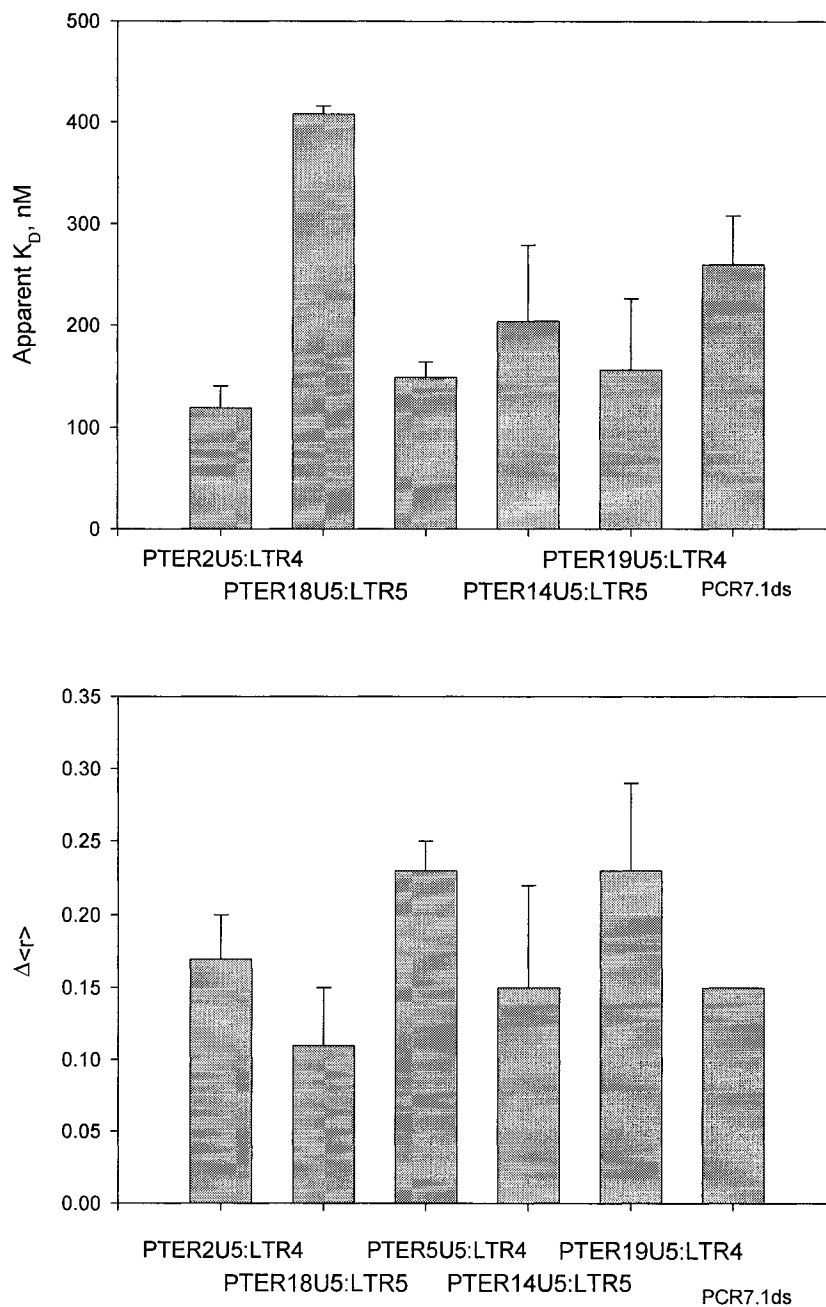 500
400
300
200
100
0
Apparent K_D, nM
PTER2U5:LTR4 PTER19U5:LTR4
PTER18U5:LTR5 PTER14U5:LTR5 PCR7.1ds
0.35
0.30
0.25
0.20
0.15
0.10
0.05
0.00
Δ<r>
PTER2U5:LTR4 PTER5U5:LTR4 PTER19U5:LTR4
PTER18U5:LTR5 PTER14U5:LTR5 PCR7.1ds